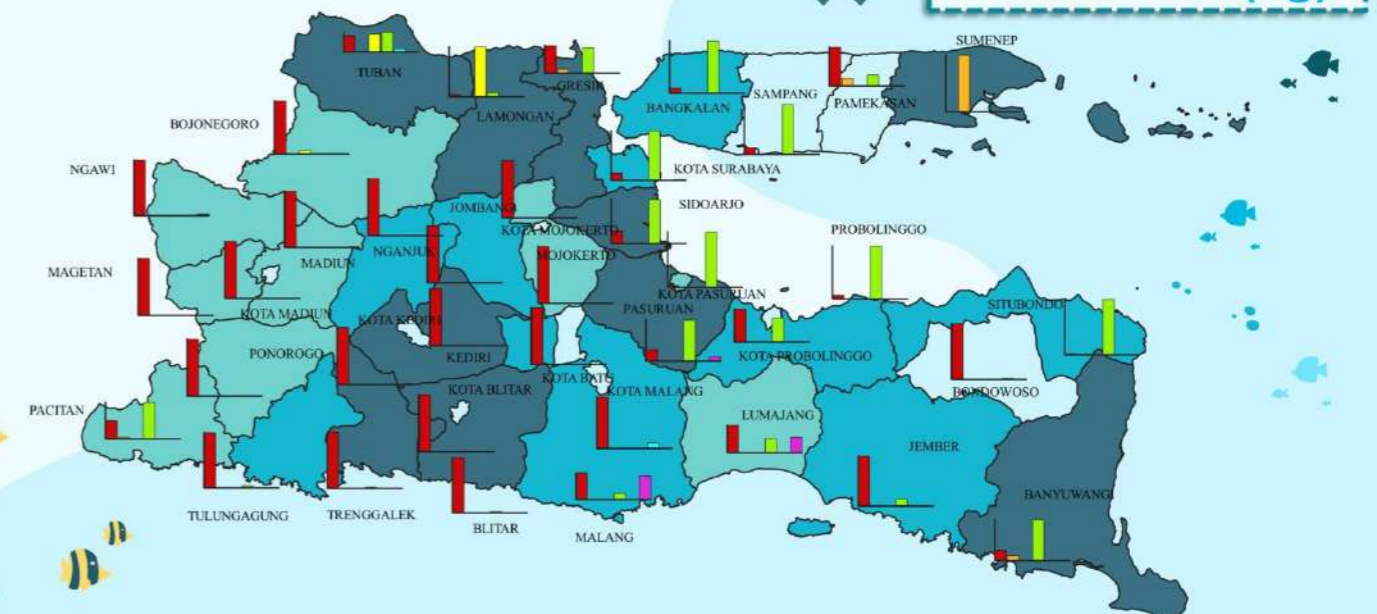 SUMENEP
TUBAN
GRESIK
LAMONGAN
BANGKALAN
SAMPANG
PAMEKASAN
BOJONEGORO
NGAWI
KOTA SURABAYA
JOMBANG
SIDOARJO
KOTA MOJOKERTO
PROBOLINGGO
NGANJUK
MOJOKERTO
MADIUN
MAGETAN
KOTA PASURUAN
SITUBONDO
KOTA MADIUN
KOTA KEDIRI
PASURUAN
PONOROGO
KEDIRI
KOTA PROBOLINGGO
KOTA BATU
KOTA BLITAR
KOTA MALANG
BONDOWOSO
PACITAN
LUMAJANG
JEMBER
BANYUWANGI
TULUNGAGUNG
TRENGGALEK
BLITAR
MALANG